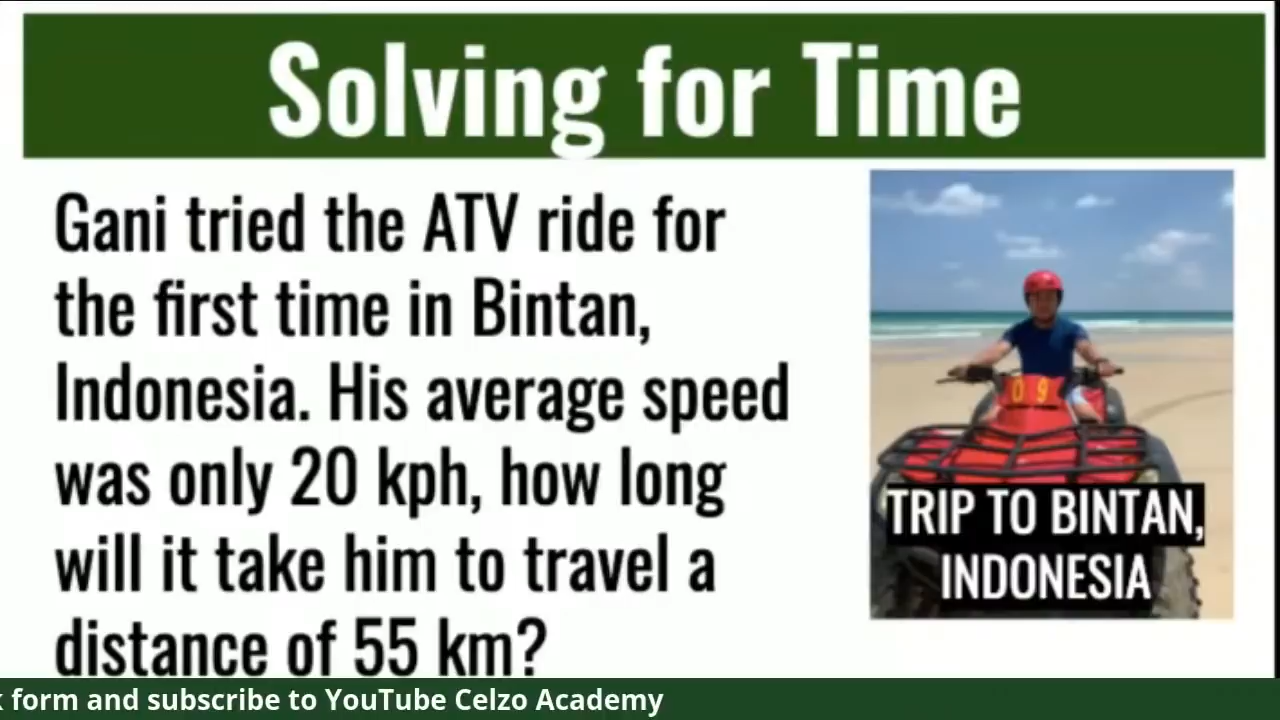 Solving for Time
Gani tried the ATV ride for
the first time in Bintan,
Indonesia. His average speed
was only 20 kph, how long
will it take him to travel a
distance of 55 km?
09
TRIP TO BINTAN,
INDONESIA
form and subscribe to YouTube Celzo Academy